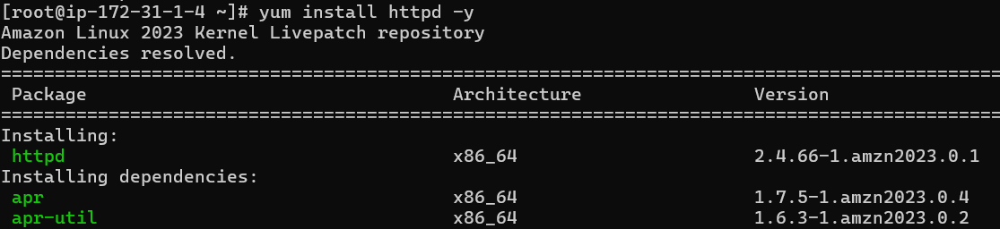 [root@ip-172-31-1-4 ~]# yum install httpd -y
Amazon Linux 2023 Kernel Livepatch repository
Dependencies resolved.
================================================================================
Package Architecture Version
================================================================================
Installing:
httpd x86_64 2.4.66-1.amzn2023.0.1
Installing dependencies:
apr x86_64 1.7.5-1.amzn2023.0.4
apr-util x86_64 1.6.3-1.amzn2023.0.2